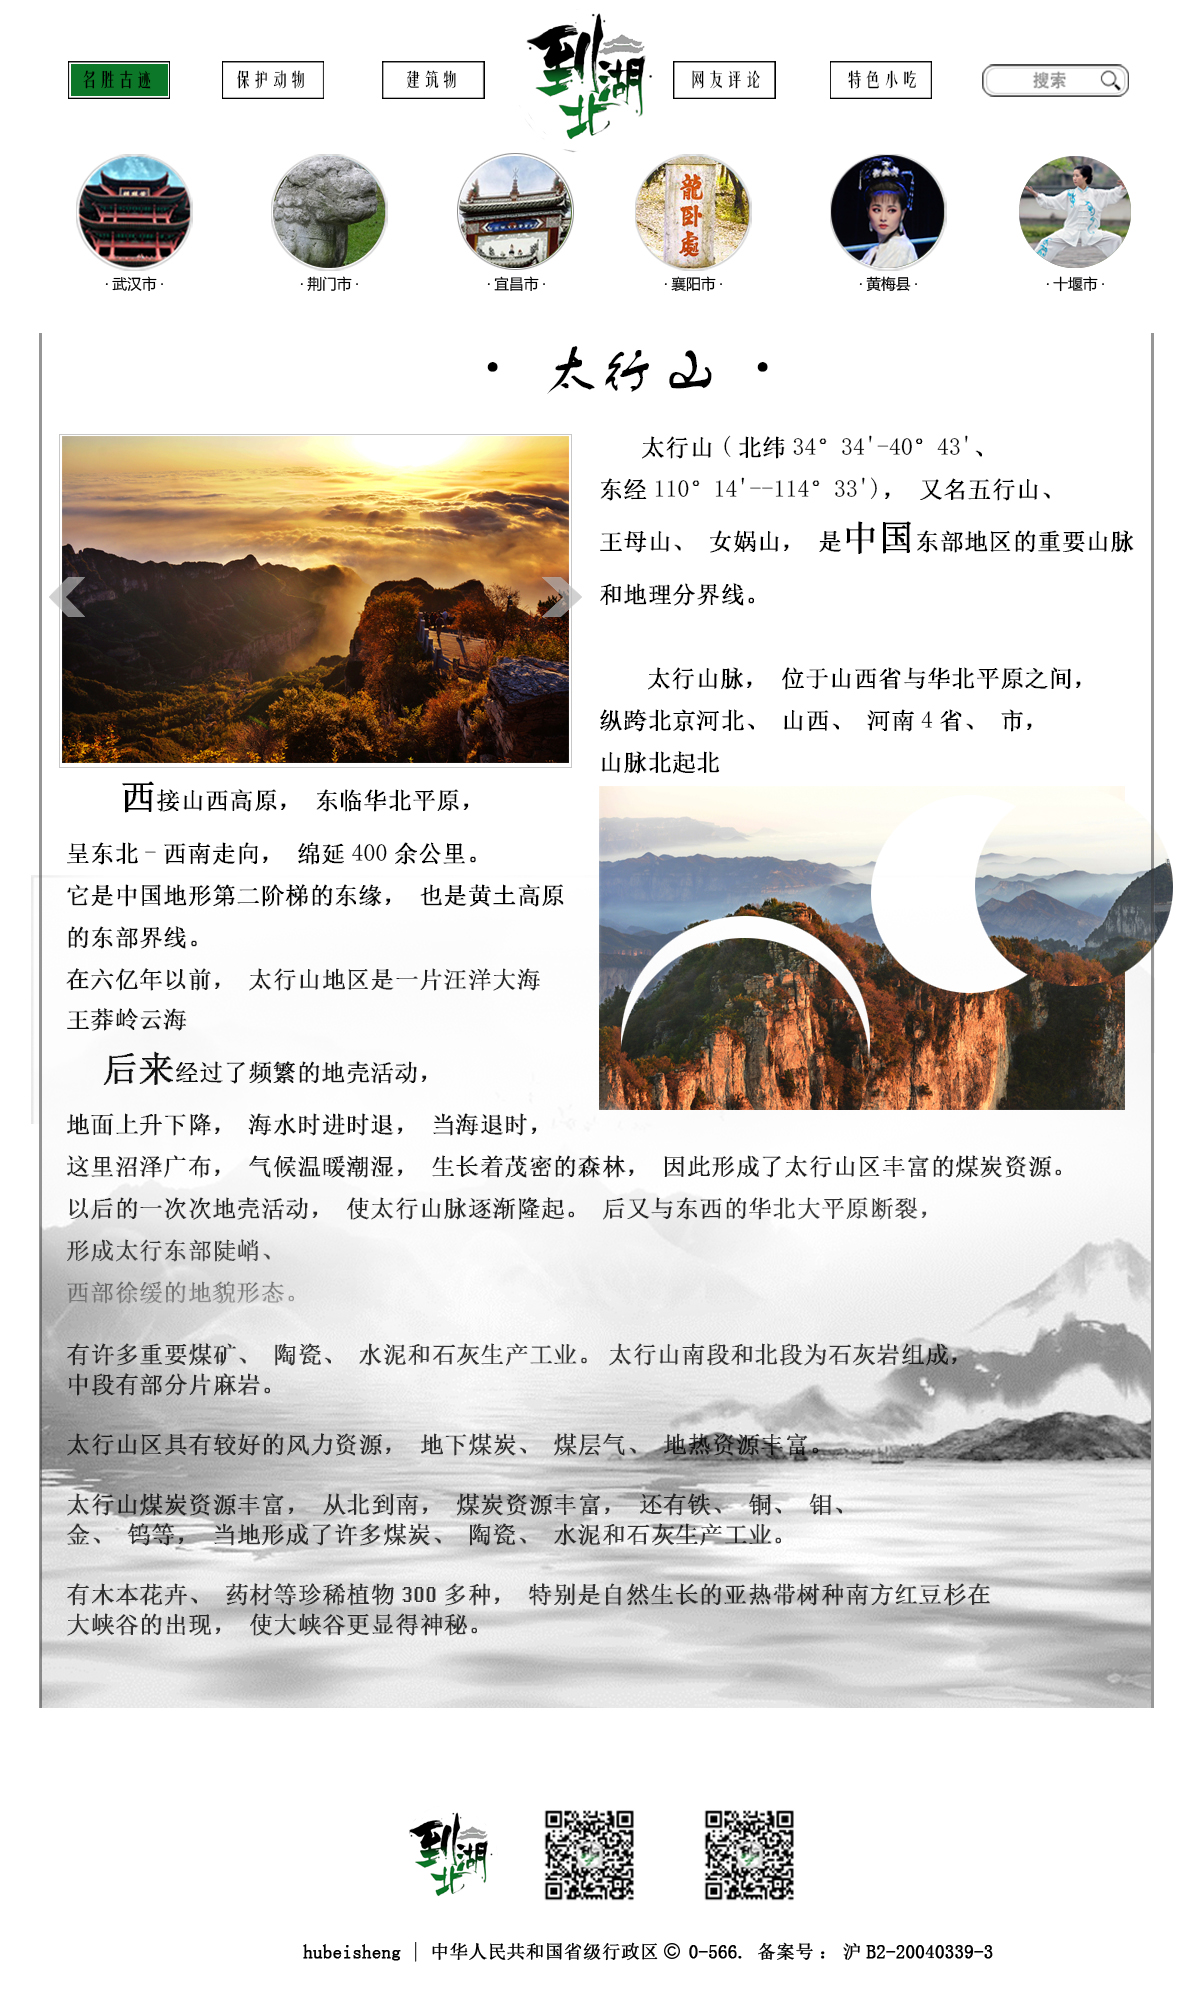 到湖北
名胜古迹
保护动物
建筑物
网友评论
特色小吃
搜索
龍卧處
·武汉市·
·荆门市·
·宜昌市·
·襄阳市·
·黄梅县·
·十堰市·
· 太行山 ·
太行山（北纬34°34'-40°43'、
东经110°14'--114°33'），又名五行山、
王母山、女娲山，是中国东部地区的重要山脉
和地理分界线。
太行山脉，位于山西省与华北平原之间，
纵跨北京河北、山西、河南4省、市，
山脉北起北
西接山西高原，东临华北平原，
呈东北-西南走向，绵延400余公里。
它是中国地形第二阶梯的东缘，也是黄土高原
的东部界线。
在六亿年以前，太行山地区是一片汪洋大海
王莽岭云海
后来经过了频繁的地壳活动，
地面上升下降，海水时进时退，当海退时，
这里沼泽广布，气候温暖潮湿，生长着茂密的森林，因此形成了太行山区丰富的煤炭资源。
以后的一次次地壳活动，使太行山脉逐渐隆起。后又与东西的华北大平原断裂，
形成太行东部陡峭、
西部徐缓的地貌形态。
有许多重要煤矿、陶瓷、水泥和石灰生产工业。太行山南段和北段为石灰岩组成，
中段有部分片麻岩。
太行山区具有较好的风力资源，地下煤炭、煤层气、地热资源丰富。
太行山煤炭资源丰富，从北到南，煤炭资源丰富，还有铁、铜、钼、
金、钨等，当地形成了许多煤炭、陶瓷、水泥和石灰生产工业。
有木本花卉、药材等珍稀植物300多种，特别是自然生长的亚热带树种南方红豆杉在
大峡谷的出现，使大峡谷更显得神秘。
到湖北
hubeisheng | 中华人民共和国省级行政区© 0-566. 备案号：沪B2-20040339-3